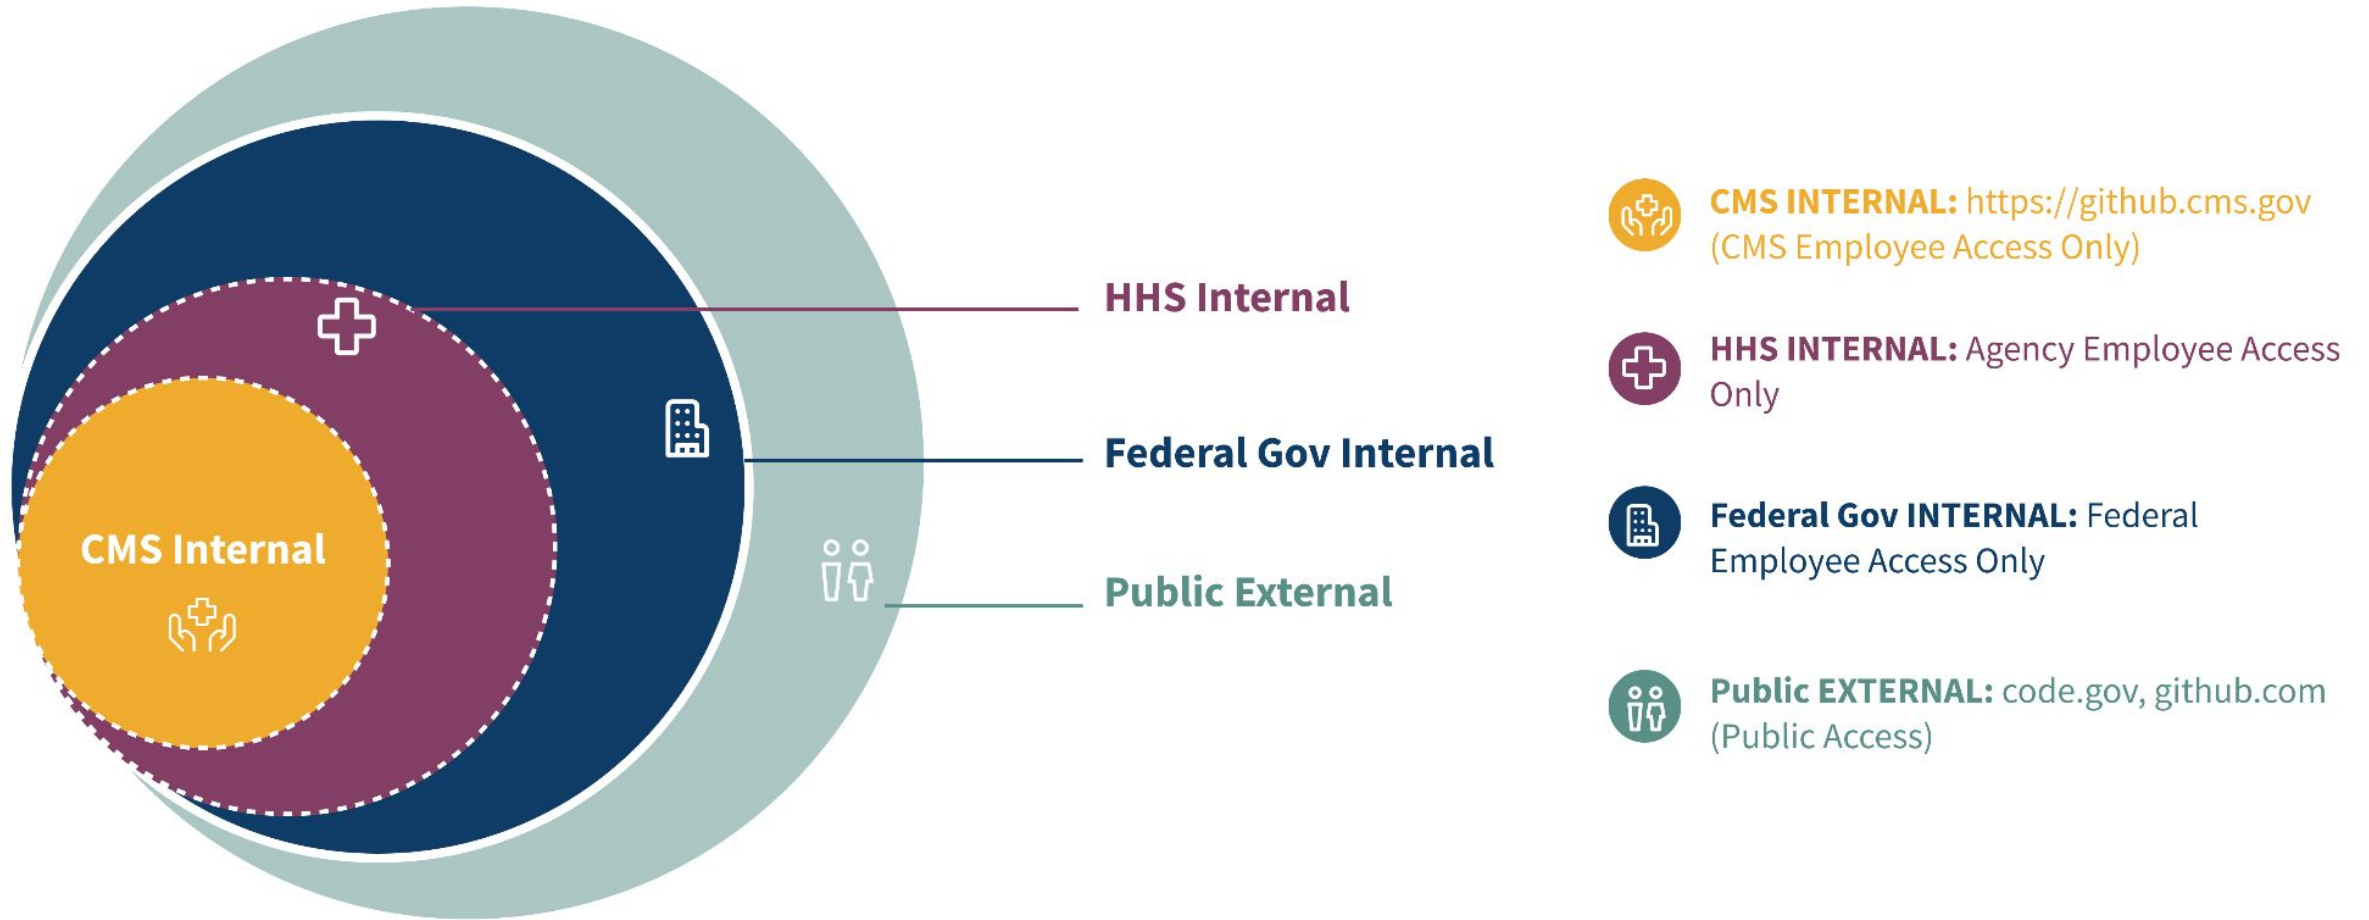 CMS Internal
HHS Internal
Federal Gov Internal
Public External
CMS INTERNAL: https://github.cms.gov
(CMS Employee Access Only)
HHS INTERNAL: Agency Employee Access
Only
Federal Gov INTERNAL: Federal
Employee Access Only
Public EXTERNAL: code.gov, github.com
(Public Access)